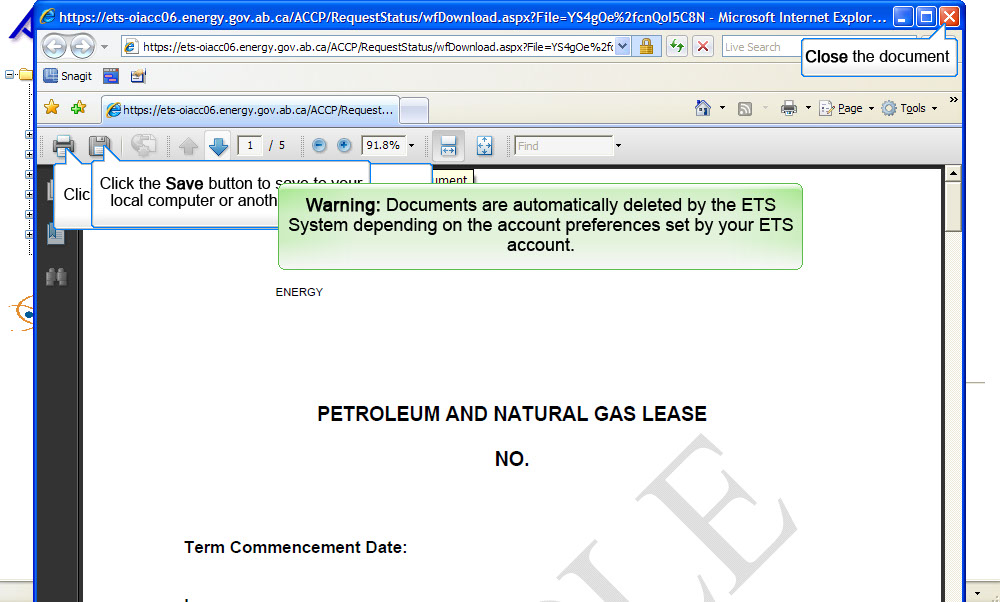 https://ets-oiacc06.energy.gov.ab.ca/ACCP/RequestStatus/wfDownload.aspx?File=YS4gOe%2fcnQoI5C8N - Microsoft Internet Explor...
https://ets-oiacc06.energy.gov.ab.ca/ACCP/RequestStatus/wfDownload.aspx?File=YS4gOe%2f
Live Search
Close the document
Snagit
https://ets-oiacc06.energy.gov.ab.ca/ACCP/Request...
Page
Tools
1 / 5
91.8%
Find
Clic
Click the Save button to save to your
local computer or anoth
ument
Warning: Documents are automatically deleted by the ETS
System depending on the account preferences set by your ETS
account.
ENERGY
PETROLEUM AND NATURAL GAS LEASE
NO.
Term Commencement Date: